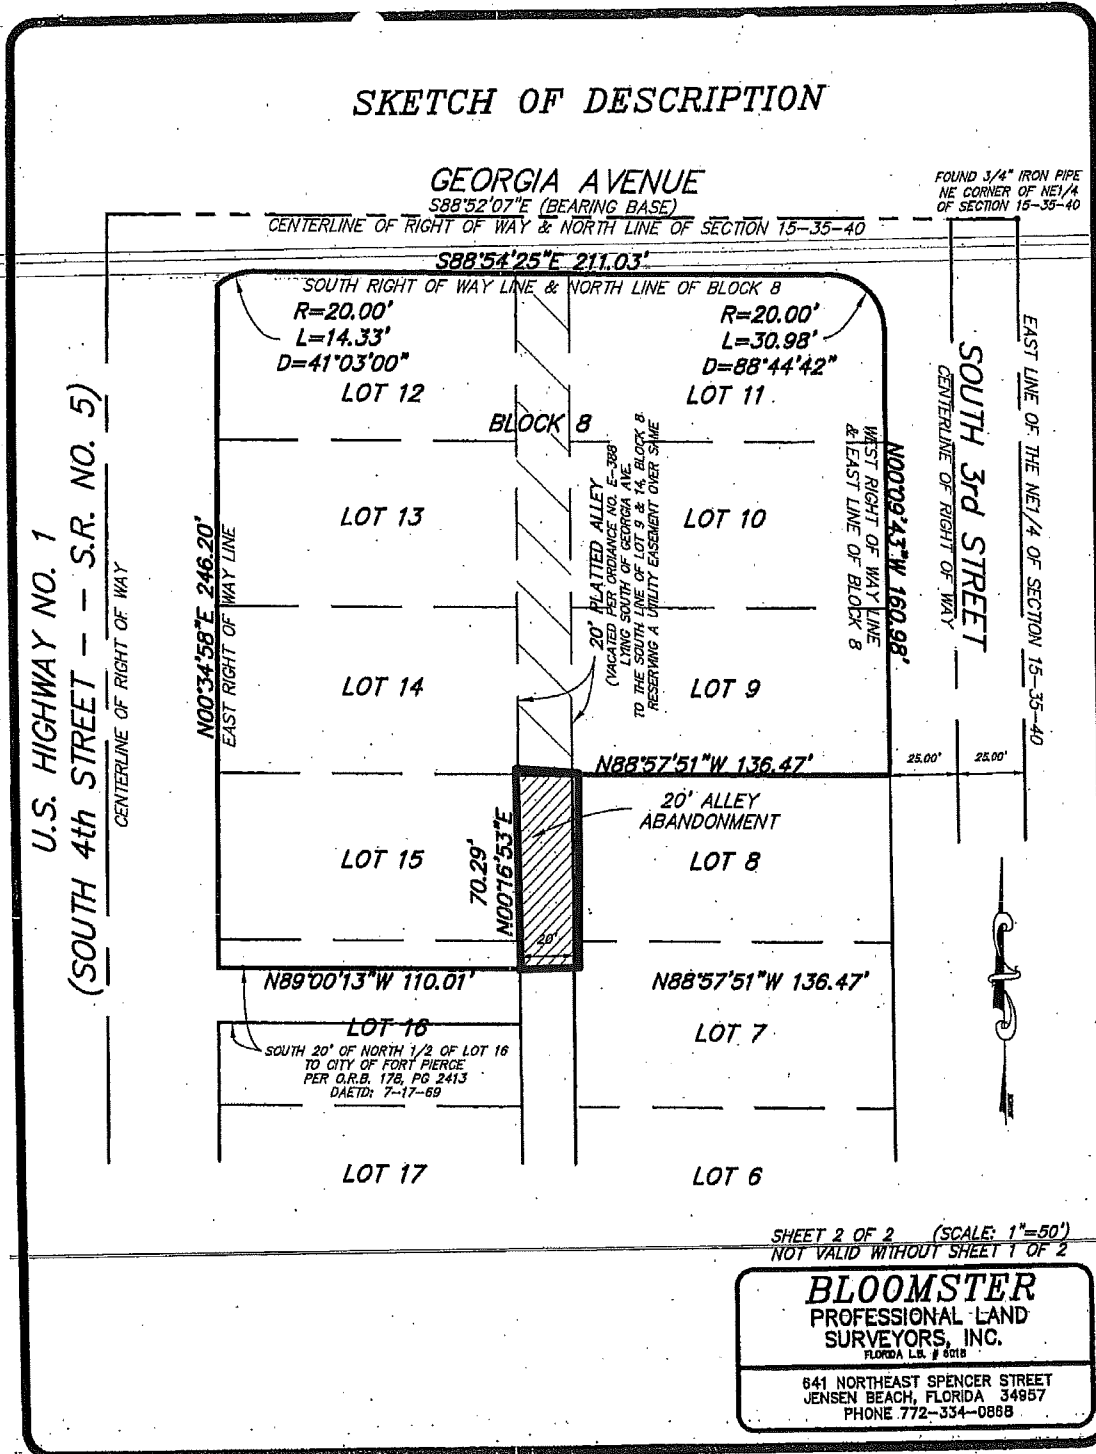 SKETCH OF DESCRIPTION
GEORGIA AVENUE
S88°52'07"E (BEARING BASE)
CENTERLINE OF RIGHT OF WAY & NORTH LINE OF SECTION 15-35-40
FOUND 3/4" IRON PIPE
NE CORNER OF NE1/4
OF SECTION 15-35-40
S88°54'25"E 211.03'
SOUTH RIGHT OF WAY LINE & NORTH LINE OF BLOCK 8
R=20.00'
L=14.33'
D=41°03'00"
R=20.00'
L=30.98'
D=88°44'42"
LOT 12
LOT 11
BLOCK 8
LOT 13
LOT 10
LOT 14
LOT 9
20' PLATTED ALLEY
(VACATED PER ORDIANCE NO. E-388
LYING SOUTH OF GEORGIA AVE.
TO THE SOUTH LINE OF LOT 9 & 14, BLOCK 8
RESERVING A UTILITY EASEMENT OVER SAME
U.S. HIGHWAY NO. 1
(SOUTH 4th STREET - - S.R. NO. 5)
CENTERLINE OF RIGHT OF WAY
N00°34'58"E 246.20'
EAST RIGHT OF WAY LINE
N00°09'43"W 160.98'
WEST RIGHT OF WAY LINE
& EAST LINE OF BLOCK 8
SOUTH 3rd STREET
CENTERLINE OF RIGHT OF WAY
EAST LINE OF THE NE1/4 OF SECTION 15-35-40
N88°57'51"W 136.47'
25.00'
25.00'
20' ALLEY
ABANDONMENT
LOT 15
LOT 8
70.29'
N00°16'53"E
20'
N89°00'13"W 110.01'
N88°57'51"W 136.47'
LOT 16
LOT 7
SOUTH 20' OF NORTH 1/2 OF LOT 16
TO CITY OF FORT PIERCE
PER O.R.B. 178, PG 2413
DAETD: 7-17-69
LOT 17
LOT 6
SHEET 2 OF 2 (SCALE: 1"=50')
NOT VALID WITHOUT SHEET 1 OF 2
BLOOMSTER
PROFESSIONAL LAND
SURVEYORS, INC.
FLORIDA L.B. # 6018
641 NORTHEAST SPENCER STREET
JENSEN BEACH, FLORIDA 34957
PHONE 772-334-0868